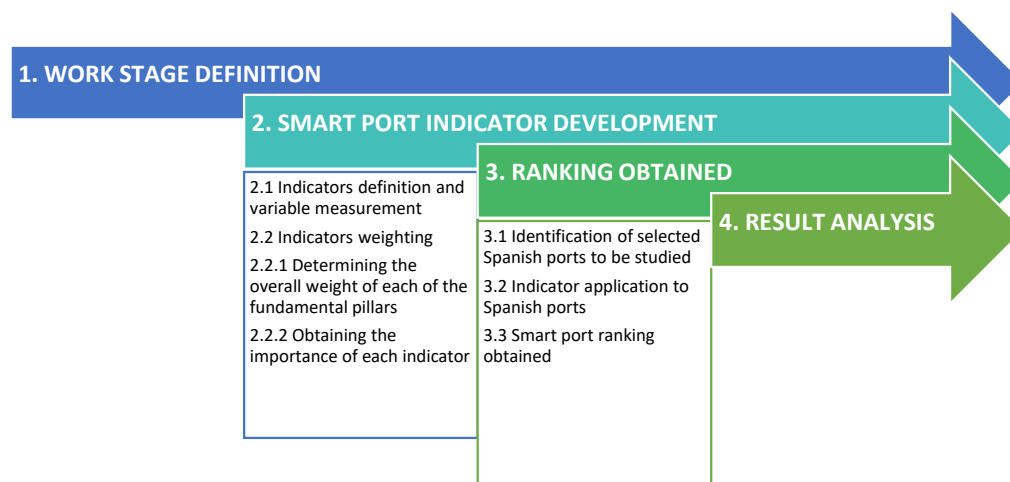 1. WORK STAGE DEFINITION
2. SMART PORT INDICATOR DEVELOPMENT
2.1 Indicators definition and
variable measurement
2.2 Indicators weighting
2.2.1 Determining the
overall weight of each of the
fundamental pillars
2.2.2 Obtaining the
importance of each indicator
3. RANKING OBTAINED
3.1 Identification of selected
Spanish ports to be studied
3.2 Indicator application to
Spanish ports
3.3 Smart port ranking
obtained
4. RESULT ANALYSIS